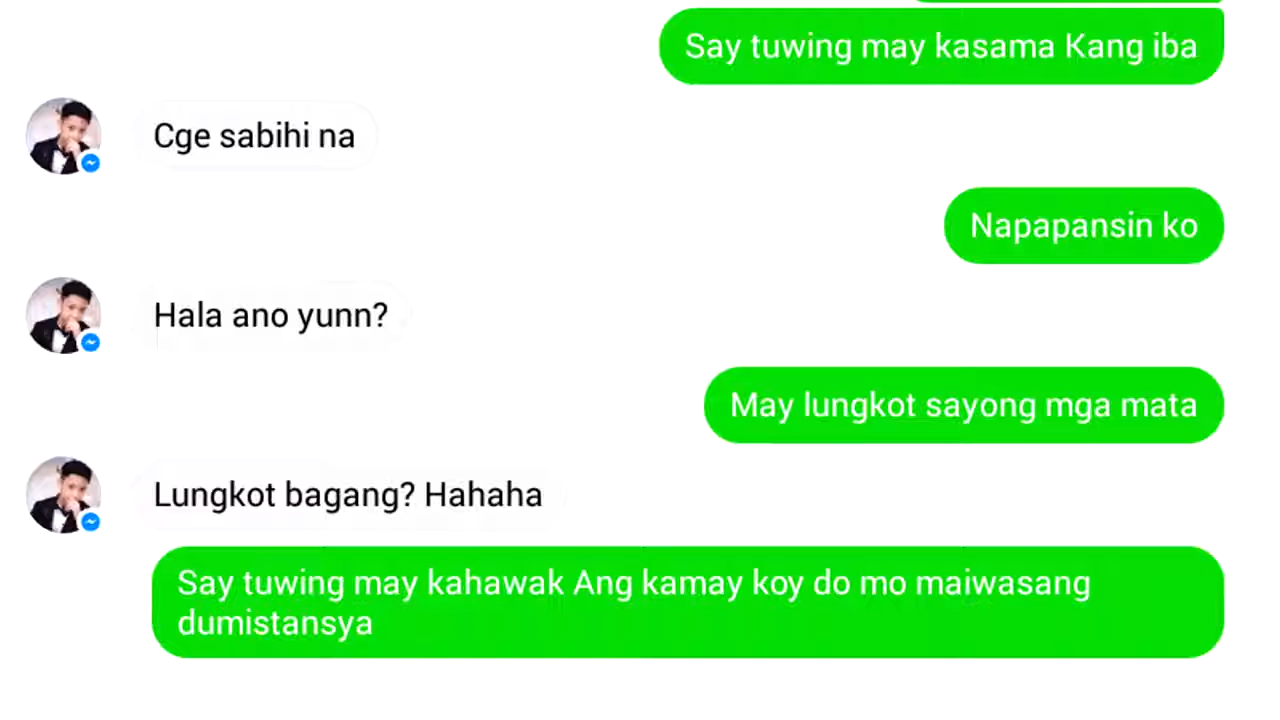 Say tuwing may kasama Kang iba
Cge sabihi na
Napapansin ko
Hala ano yunn?
May lungkot sayong mga mata
Lungkot bagang? Hahaha
Say tuwing may kahawak Ang kamay koy do mo maiwasang
dumistansya